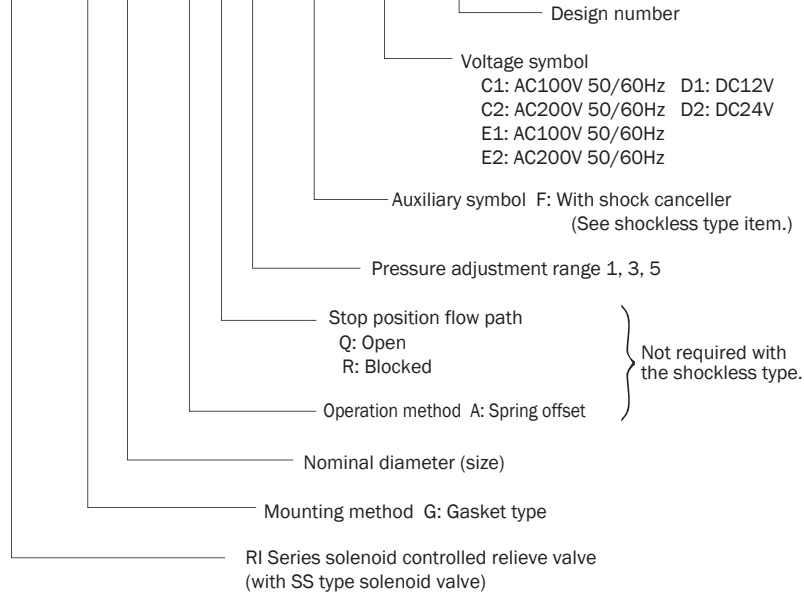 Design number
Voltage symbol
C1: AC100V 50/60Hz D1: DC12V
C2: AC200V 50/60Hz D2: DC24V
E1: AC100V 50/60Hz
E2: AC200V 50/60Hz
Auxiliary symbol F: With shock canceller
(See shockless type item.)
Pressure adjustment range 1, 3, 5
Stop position flow path
Q: Open
R: Blocked
Not required with
the shockless type.
Operation method A: Spring offset
Nominal diameter (size)
Mounting method G: Gasket type
RI Series solenoid controlled relieve valve
(with SS type solenoid valve)